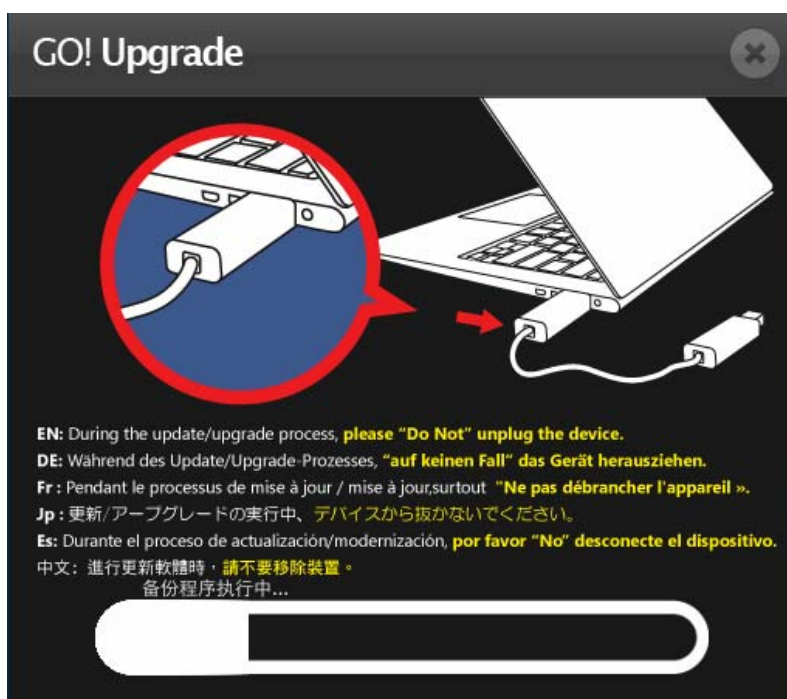 GO! Upgrade
EN: During the update/upgrade process, please "Do Not" unplug the device.
DE: Während des Update/Upgrade-Prozesses, "auf keinen Fall" das Gerät herausziehen.
Fr : Pendant le processus de mise à jour / mise à jour,surtout "Ne pas débrancher l'appareil ».
Jp : 更新/アープグレードの実行中、デバイスから抜かないでください。
Es: Durante el proceso de actualización/modernización, por favor "No" desconecte el dispositivo.
中文: 進行更新軟體時，請不要移除裝置。
备份程序执行中...